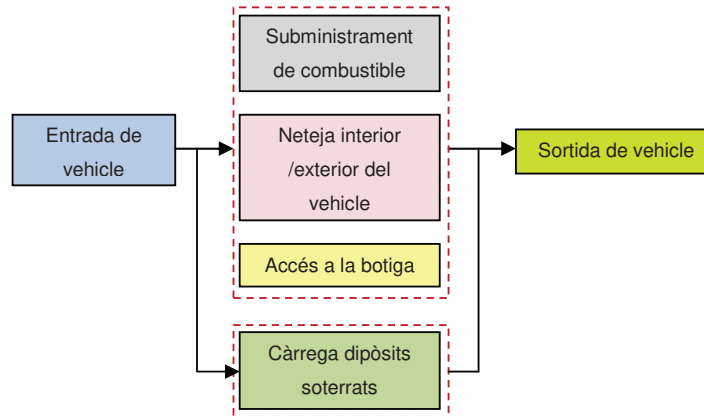 Subministrament
de combustible
Entrada de
vehicle
Neteja interior
/exterior del
vehicle
Sortida de vehicle
Accés a la botiga
Càrrega dipòsits
soterrats